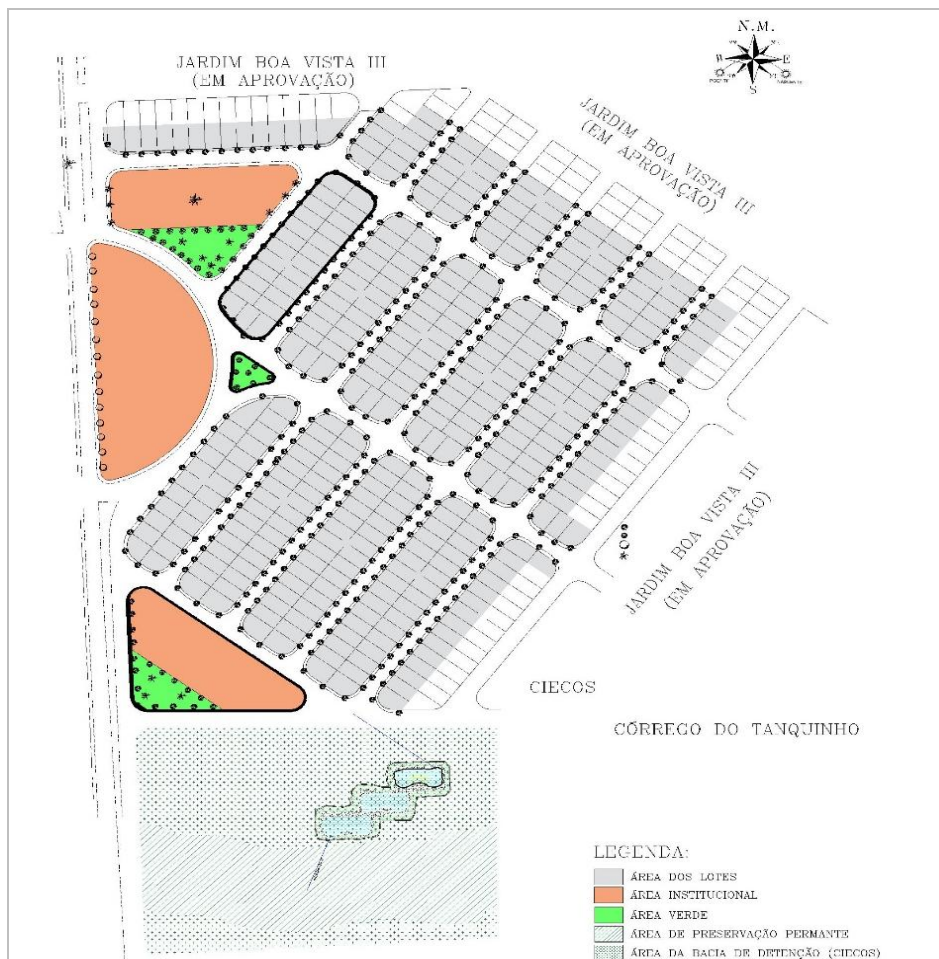 N.M.
W
E
S
JARDIM BOA VISTA III
(EM APROVAÇÃO)
JARDIM BOA VISTA III
(EM APROVAÇÃO)
JARDIM BOA VISTA III
(EM APROVAÇÃO)
CIECOS
CÓRREGO DO TANQUINHO
LEGENDA:
ÁREA DOS LOTES
ÁREA INSTITUCIONAL
ÁREA VERDE
ÁREA DE PRESERVAÇÃO PERMANTE
ÁREA DA BACIA DE DETENÇÃO (CIECOS)